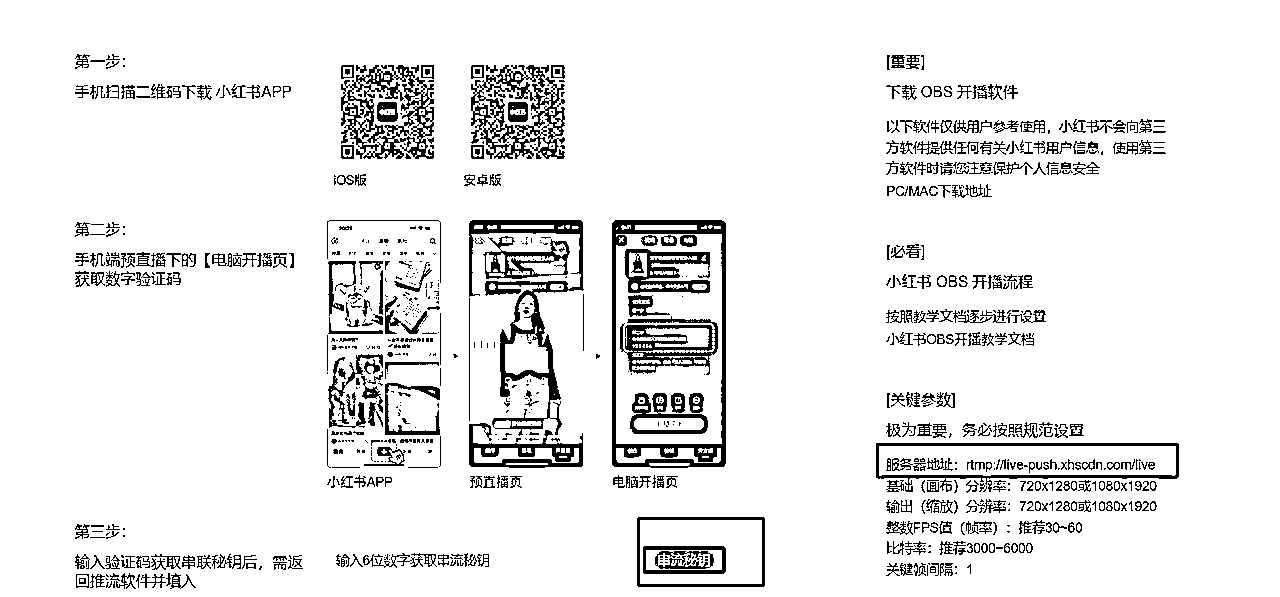 第一步：
手机扫描二维码下载 小红书APP
iOS版
安卓版
第二步：
手机端预直播下的【电脑开播页】
获取数字验证码
小红书APP
预直播页
电脑开播页
第三步：
输入验证码获取串联秘钥后，需返
回推流软件并填入
输入6位数字获取串流秘钥
串流秘钥
[重要]
下载 OBS 开播软件
以下软件仅供用户参考使用，小红书不会向第三
方软件提供任何有关小红书用户信息，使用第三
方软件时请您注意保护个人信息安全
PC/MAC下载地址
[必看]
小红书 OBS 开播流程
按照教学文档逐步进行设置
小红书OBS开播教学文档
[关键参数]
极为重要，务必按照规范设置
服务器地址：rtmp://live-push.xhscdn.com/live
基础（画布）分辨率：720x1280或1080x1920
输出（缩放）分辨率：720x1280或1080x1920
整数FPS值（帧率）：推荐30~60
比特率：推荐3000~6000
关键帧间隔：1